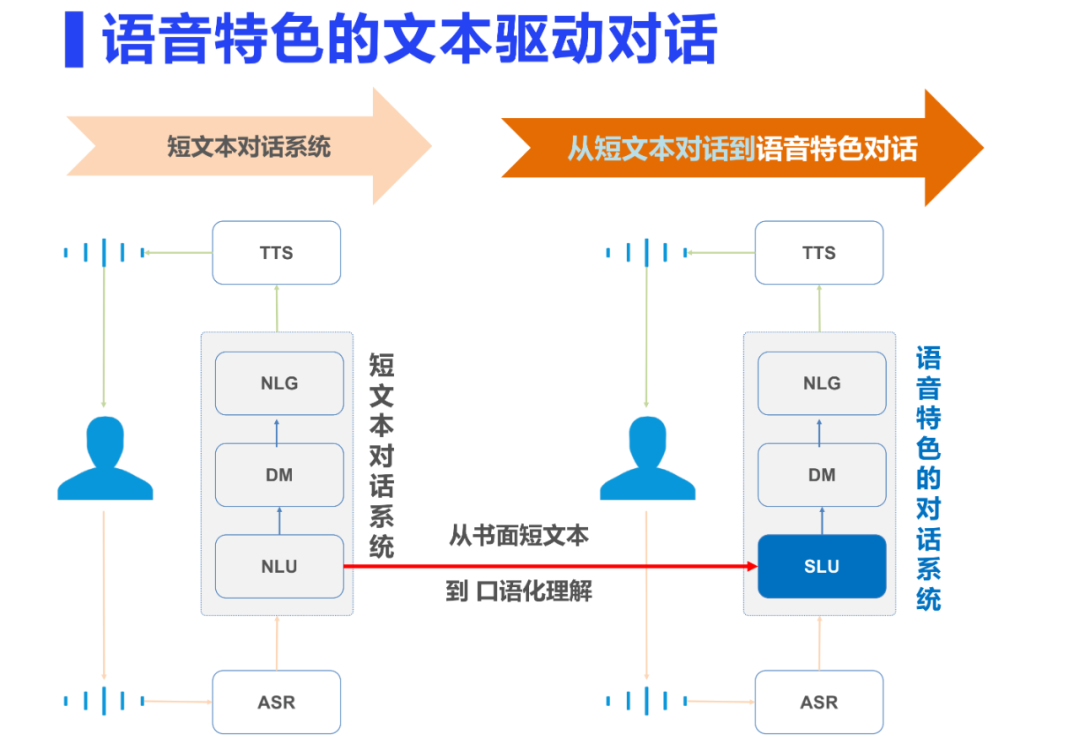 语音特色的文本驱动对话
短文本对话系统
从短文本对话到语音特色对话
TTS
NLG
DM
NLU
ASR
短文本对话系统
从书面短文本
到 口语化理解
TTS
NLG
DM
SLU
ASR
语音特色的对话系统